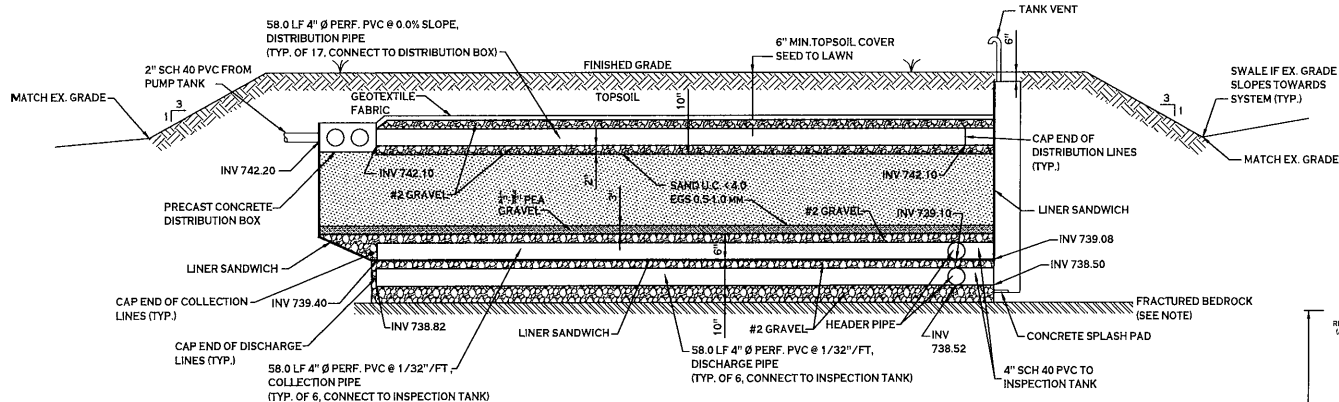 TANK VENT
58.0 LF 4" Ø PERF. PVC @ 0.0% SLOPE,
DISTRIBUTION PIPE
(TYP. OF 17, CONNECT TO DISTRIBUTION BOX)
6" MIN.TOPSOIL COVER
SEED TO LAWN
6"
2" SCH 40 PVC FROM
PUMP TANK
FINISHED GRADE
SWALE IF EX. GRADE
SLOPES TOWARDS
SYSTEM (TYP.)
MATCH EX. GRADE
3
1
GEOTEXTILE
FABRIC
TOPSOIL
10"
3
1
CAP END OF
DISTRIBUTION LINES
(TYP.)
MATCH EX. GRADE
INV 742.20
INV 742.10
#2 GRAVEL
2"
SAND U.C. < 4.0
EGS 0.5-1.0 MM
INV 742.10
PRECAST CONCRETE
DISTRIBUTION BOX
PEA
GRAVEL
3"
#2 GRAVEL
INV 739.10
LINER SANDWICH
INV 739.08
LINER SANDWICH
6"
INV 738.50
CAP END OF COLLECTION
LINES (TYP.)
INV 739.40
FRACTURED BEDROCK
(SEE NOTE)
INV 738.82
LINER SANDWICH
10"
#2 GRAVEL
HEADER PIPE
INV
738.52
CONCRETE SPLASH PAD
CAP END OF DISCHARGE
LINES (TYP.)
58.0 LF 4" Ø PERF. PVC @ 1/32"/FT,
DISCHARGE PIPE
(TYP. OF 6, CONNECT TO INSPECTION TANK)
4" SCH 40 PVC TO
INSPECTION TANK
58.0 LF 4" Ø PERF. PVC @ 1/32"/FT,
COLLECTION PIPE
(TYP. OF 6, CONNECT TO INSPECTION TANK)